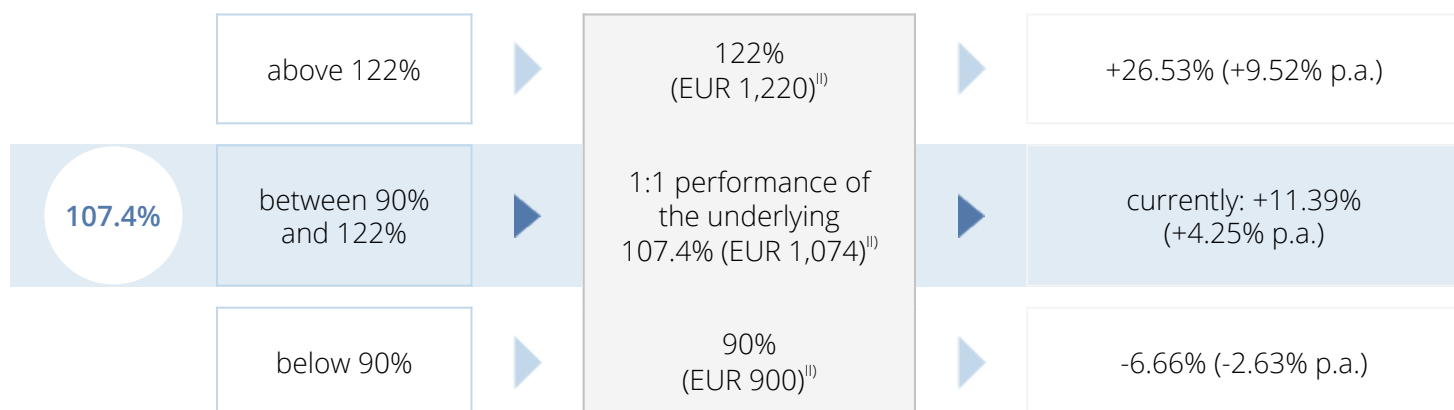 above 122%
122%
(EUR 1,220)II)
+26.53% (+9.52% p.a.)
107.4%
between 90%
and 122%
1:1 performance of
the underlying
107.4% (EUR 1,074)II)
currently: +11.39%
(+4.25% p.a.)
below 90%
90%
(EUR 900)II)
-6.66% (-2.63% p.a.)